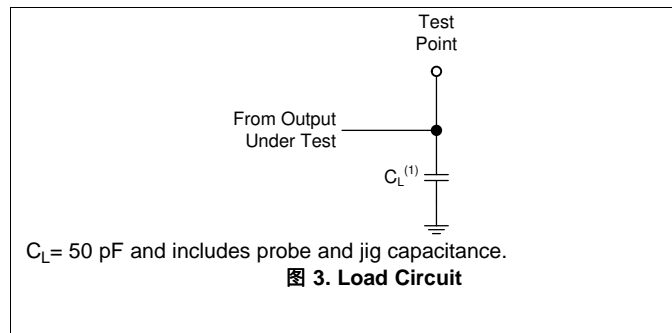 Test
Point
From Output
Under Test
CL(1)
CL= 50 pF and includes probe and jig capacitance.
图 3. Load Circuit